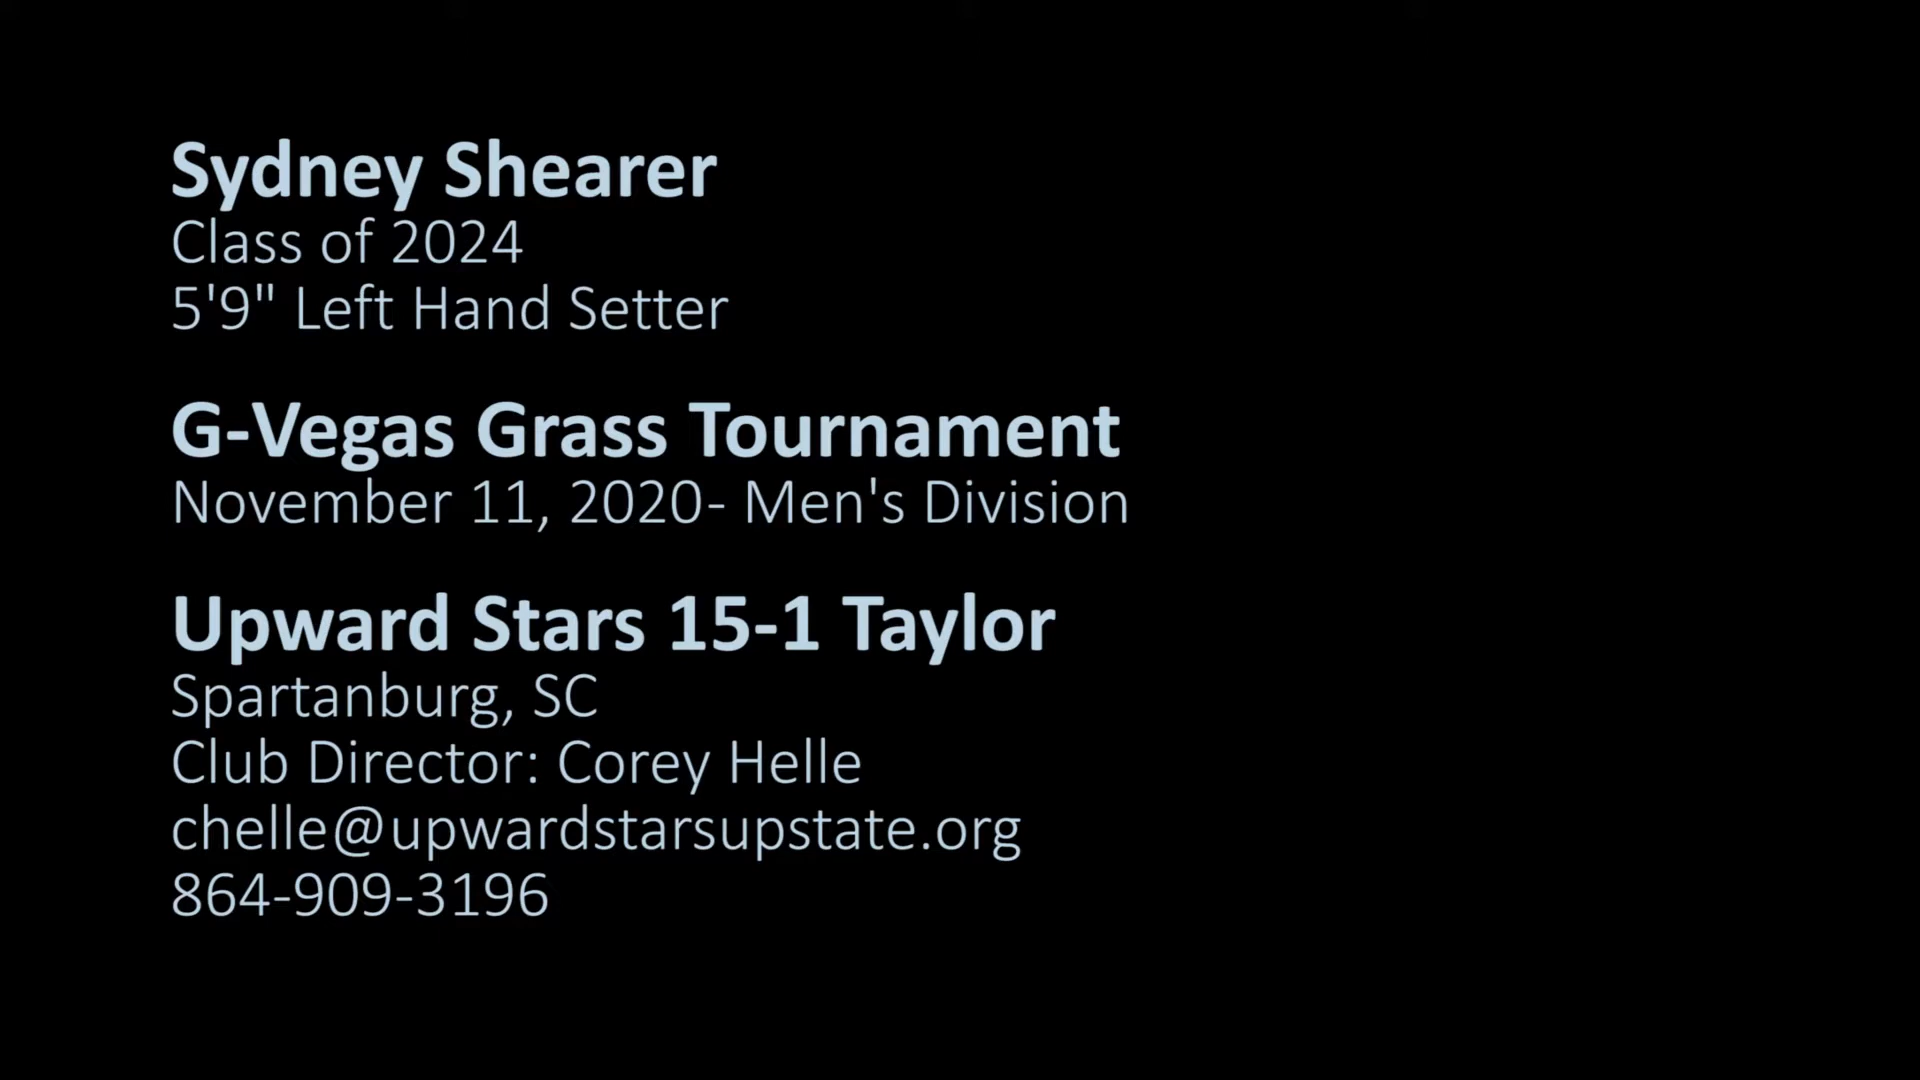 Sydney Shearer
Class of 2024
5'9" Left Hand Setter
G-Vegas Grass Tournament
November 11, 2020- Men's Division
Upward Stars 15-1 Taylor
Spartanburg, SC
Club Director: Corey Helle
chelle@upwardstarsupstate.org
864-909-3196